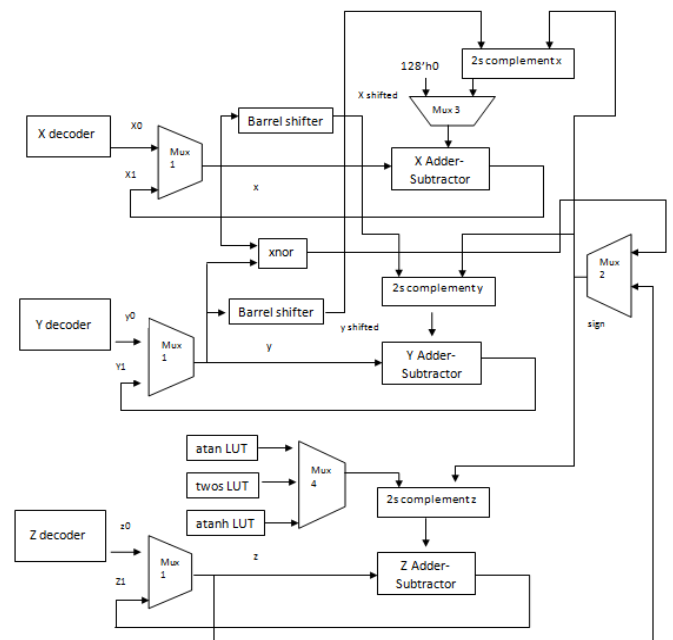 2s complement x
128'h0
X shifted
Mux 3
Barrel shifter
X decoder
X0
Mux
1
X1
X Adder-
Subtractor
x
xnor
Mux
2
2s complement y
Y decoder
y0
Barrel shifter
y shifted
sign
Mux
1
y
Y1
Y Adder-
Subtractor
atan LUT
Mux
4
twos LUT
2s complement z
atanh LUT
Z decoder
z0
Mux
1
z
Z1
Z Adder-
Subtractor